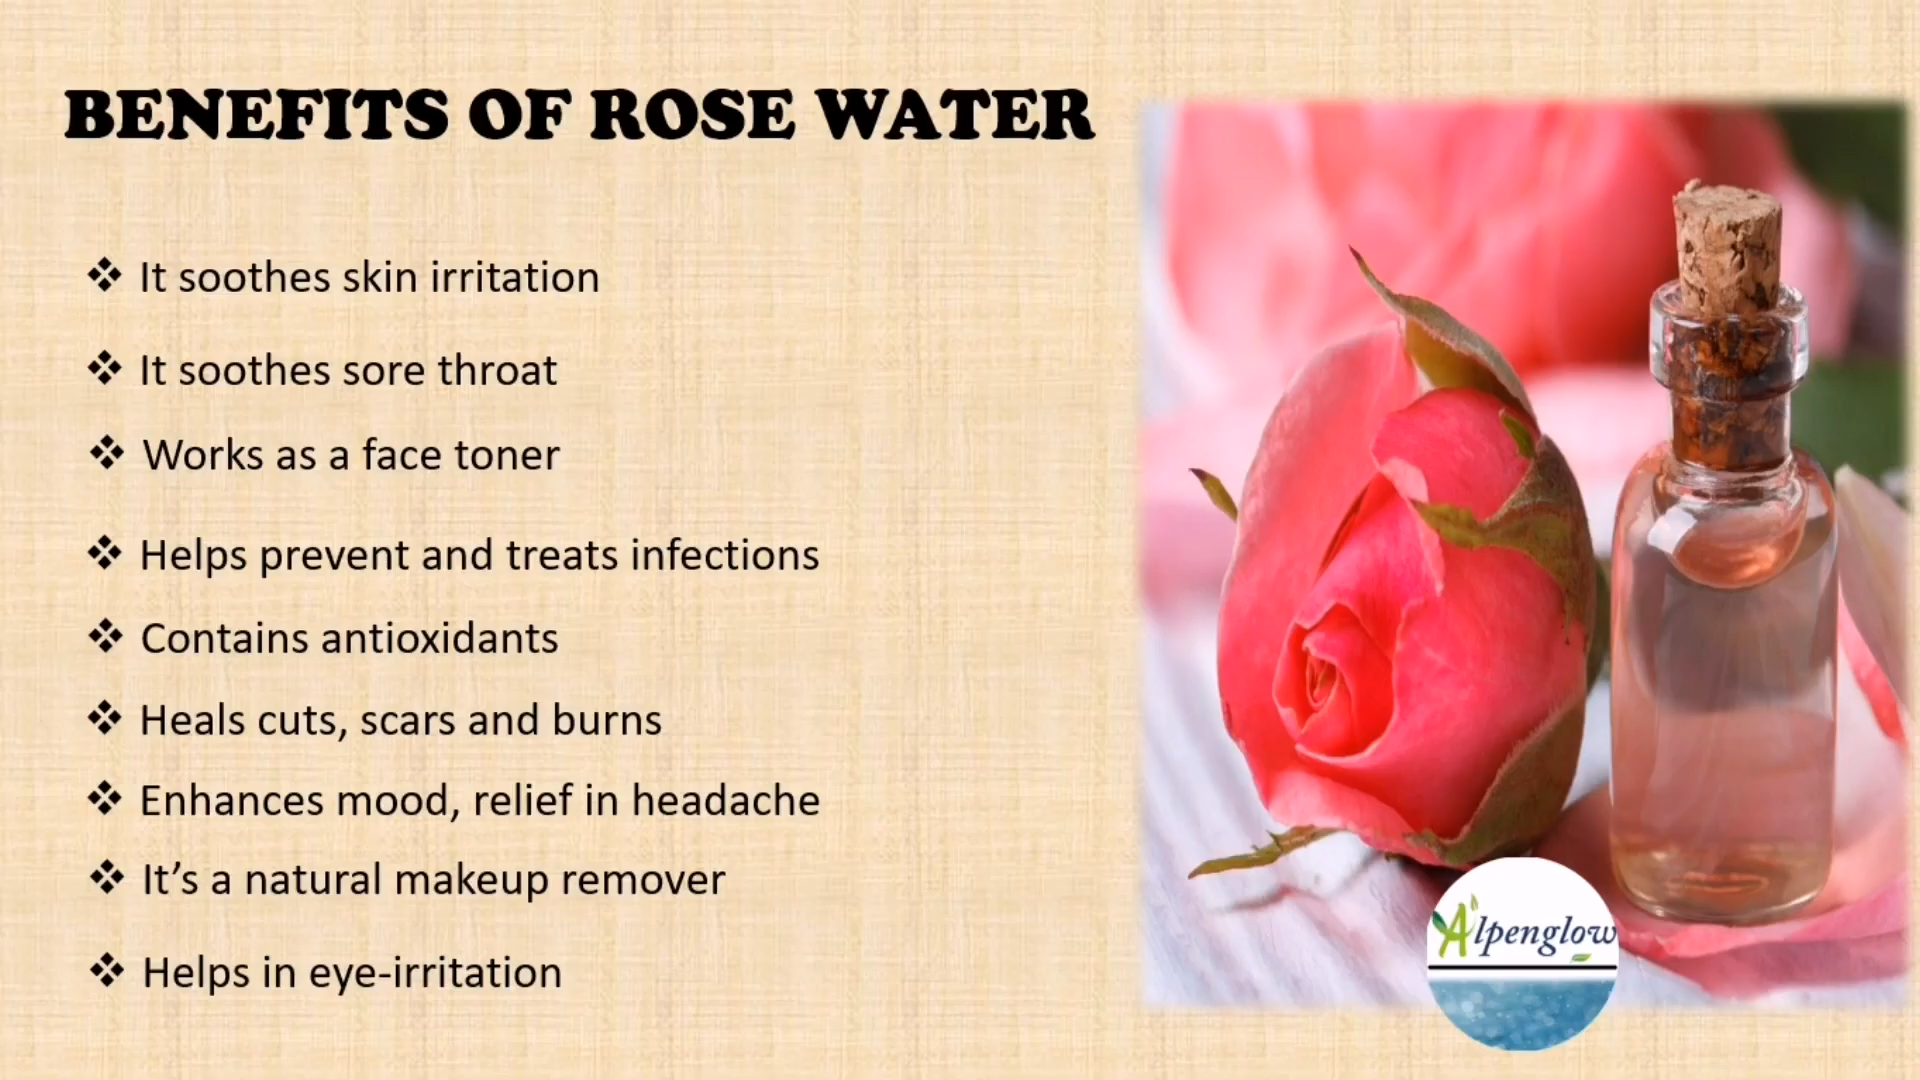 BENEFITS OF ROSE WATER
❖ It soothes skin irritation
❖ It soothes sore throat
❖ Works as a face toner
❖ Helps prevent and treats infections
❖ Contains antioxidants
❖ Heals cuts, scars and burns
❖ Enhances mood, relief in headache
❖ It’s a natural makeup remover
❖ Helps in eye-irritation
Alpenglow